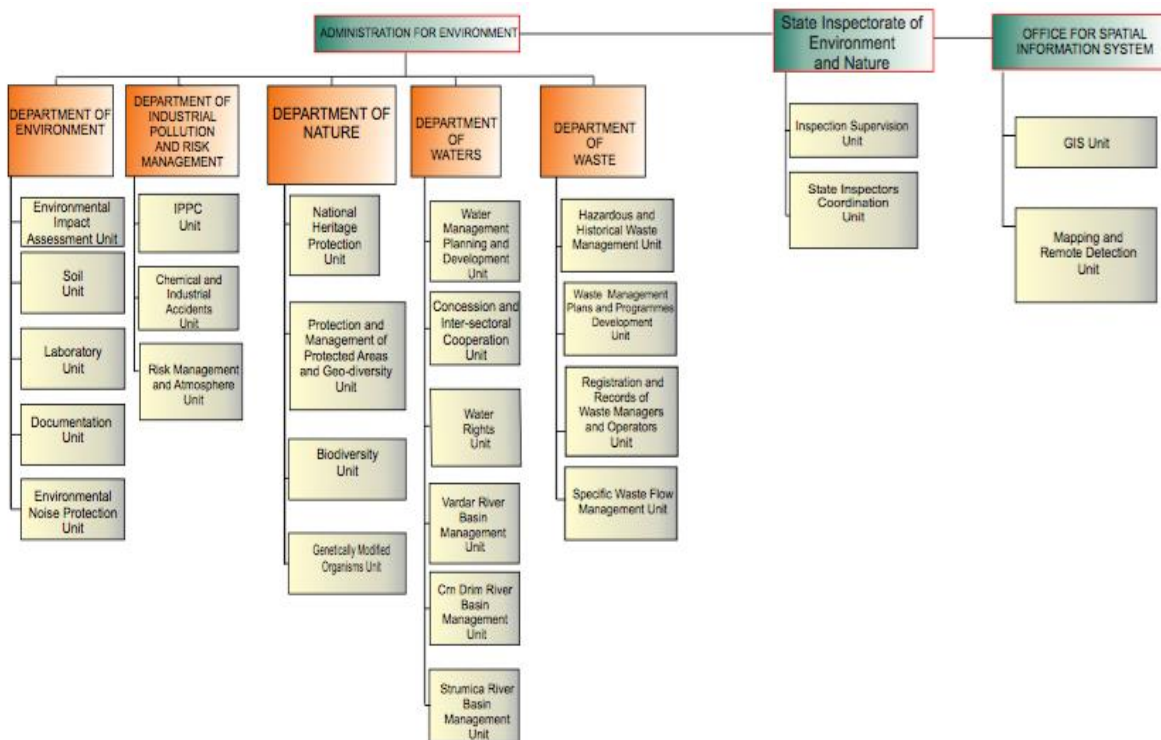 ADMINISTRATION FOR ENVIRONMENT
State Inspectorate of
Environment
and Nature
OFFICE FOR SPATIAL
INFORMATION SYSTEM
DEPARTMENT OF
ENVIRONMENT
DEPARTMENT OF
INDUSTRIAL
POLLUTION
AND RISK
MANAGEMENT
DEPARTMENT OF
NATURE
DEPARTMENT
OF
WATERS
DEPARTMENT
OF
WASTE
Environmental
Impact
Assessment Unit
Soil
Unit
Laboratory
Unit
Documentation
Unit
Environmental
Noise Protection
Unit
IPPC
Unit
Chemical and
Industrial
Accidents
Unit
Risk Management
and Atmosphere
Unit
National
Heritage
Protection
Unit
Protection and
Management of
Protected Areas
and Geo-diversity
Unit
Biodiversity
Unit
Genetically Modified
Organisms Unit
Water
Management
Planning and
Development
Unit
Concession and
Inter-sectoral
Cooperation
Unit
Water
Rights
Unit
Vardar River
Basin
Management
Unit
Crn Drim River
Basin
Management
Unit
Strumica River
Basin
Management
Unit
Hazardous and
Historical Waste
Management Unit
Waste Management
Plans and Programmes
Development
Unit
Registration and
Records of
Waste Managers
and Operators
Unit
Specific Waste Flow
Management Unit
Inspection Supervision
Unit
State Inspectors
Coordination
Unit
GIS Unit
Mapping and
Remote Detection
Unit